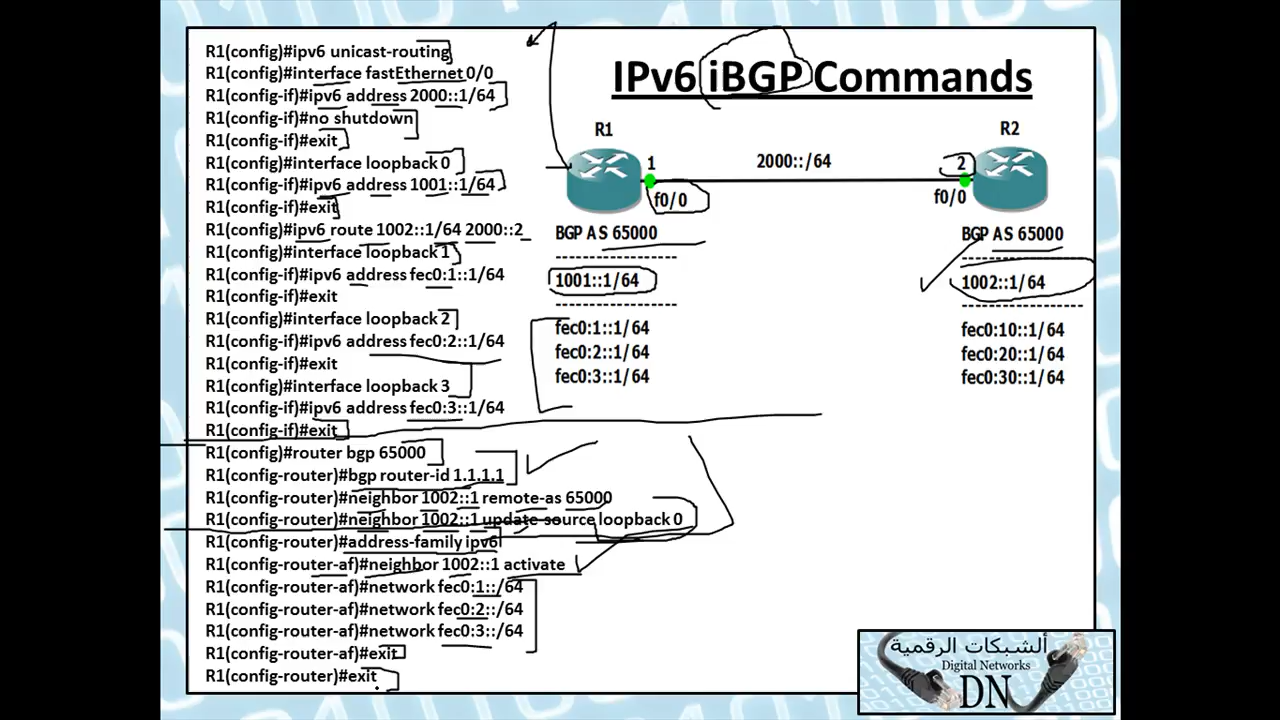 R1(config)#ipv6 unicast-routing
R1(config)#interface fastEthernet 0/0
R1(config-if)#ipv6 address 2000::1/64
R1(config-if)#no shutdown
R1(config-if)#exit
R1(config)#interface loopback 0
R1(config-if)#ipv6 address 1001::1/64
R1(config-if)#exit
R1(config)#ipv6 route 1002::1/64 2000::2
R1(config)#interface loopback 1
R1(config-if)#ipv6 address fec0:1::1/64
R1(config-if)#exit
R1(config)#interface loopback 2
R1(config-if)#ipv6 address fec0:2::1/64
R1(config-if)#exit
R1(config)#interface loopback 3
R1(config-if)#ipv6 address fec0:3::1/64
R1(config-if)#exit
R1(config)#router bgp 65000
R1(config-router)#bgp router-id 1.1.1.1
R1(config-router)#neighbor 1002::1 remote-as 65000
R1(config-router)#neighbor 1002::1 update-source loopback 0
R1(config-router)#address-family ipv6
R1(config-router-af)#neighbor 1002::1 activate
R1(config-router-af)#network fec0:1::/64
R1(config-router-af)#network fec0:2::/64
R1(config-router-af)#network fec0:3::/64
R1(config-router-af)#exit
R1(config-router)#exit
IPv6 iBGP Commands
R1
R2
1
2000::/64
2
f0/0
f0/0
BGP AS 65000
1001::1/64
fec0:1::1/64
fec0:2::1/64
fec0:3::1/64
BGP AS 65000
1002::1/64
fec0:10::1/64
fec0:20::1/64
fec0:30::1/64
ألشبكات الرقمية
Digital Networks
DN